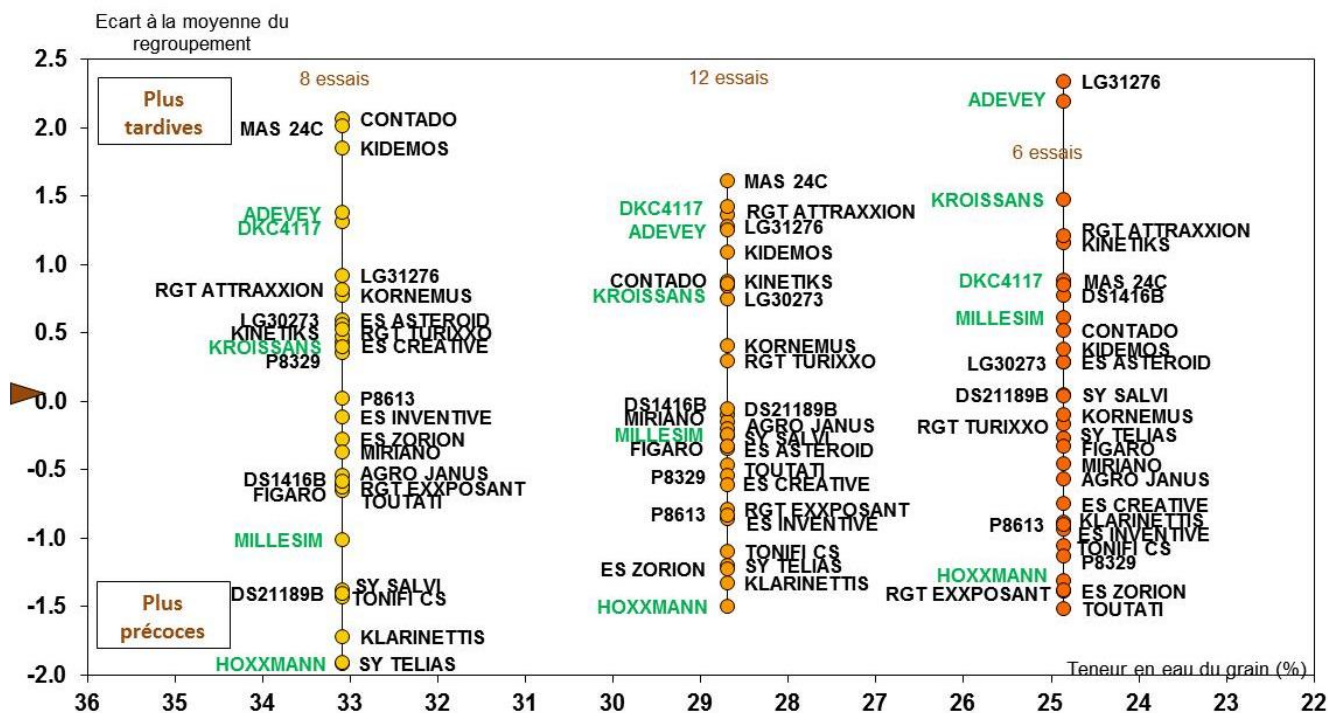 Ecart à la moyenne du
regroupement
2.5
2.0
1.5
1.0
0.5
0.0
-0.5
-1.0
-1.5
-2.0
Plus
tardives
Plus
précoces
8 essais
CONTADO
MAS 24C
KIDEMOS
ADEVEY
DKC4117
LG31276
RGT ATTRAXXION
KORNEMUS
LG30273
ES ASTEROID
KINETIKS
RGT TURIXXO
KROISSANS
ES CREATIVE
P8329
P8613
ES INVENTIVE
ES ZORION
MIRIANO
AGRO JANUS
DS1416B
RGT EXXPOSANT
FIGARO
TOUTATI
MILLESIM
SY SALVI
DS21189B
TONIFI CS
KLARINETTIS
HOXXMANN
SY TELIAS
12 essais
MAS 24C
DKC4117
RGT ATTRAXXION
LG31276
ADEVEY
KIDEMOS
CONTADO
KINETIKS
KROISSANS
LG30273
KORNEMUS
RGT TURIXXO
DS1416B
DS21189B
MIRIANO
AGRO JANUS
MILLESIM
SY SALVI
FIGARO
ES ASTEROID
TOUTATI
P8329
ES CREATIVE
RGT EXXPOSANT
P8613
ES INVENTIVE
TONIFI CS
ES ZORION
SY TELIAS
KLARINETTIS
HOXXMANN
6 essais
LG31276
ADEVEY
KROISSANS
RGT ATTRAXXION
KINETIKS
DKC4117
MAS 24C
DS1416B
MILLESIM
CONTADO
KIDEMOS
LG30273
ES ASTEROID
DS21189B
SY SALVI
KORNEMUS
RGT TURIXXO
SY TELIAS
FIGARO
MIRIANO
AGRO JANUS
ES CREATIVE
P8613
KLARINETTIS
ES INVENTIVE
TONIFI CS
P8329
HOXXMANN
RGT EXXPOSANT
ES ZORION
TOUTATI
Teneur en eau du grain (%)
36 35 34 33 32 31 30 29 28 27 26 25 24 23 22